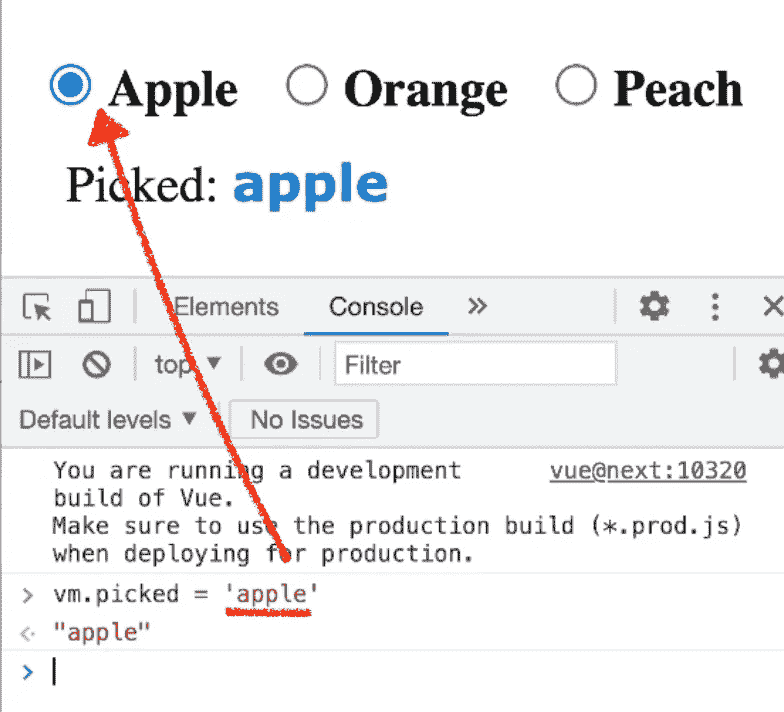 Apple Orange Peach
Picked: apple
Elements Console
top Filter
Default levels No Issues
You are running a development vue@next:10320
build of Vue.
Make sure to use the production build (*.prod.js)
when deploying for production.
> vm.picked = 'apple'
"apple"
>